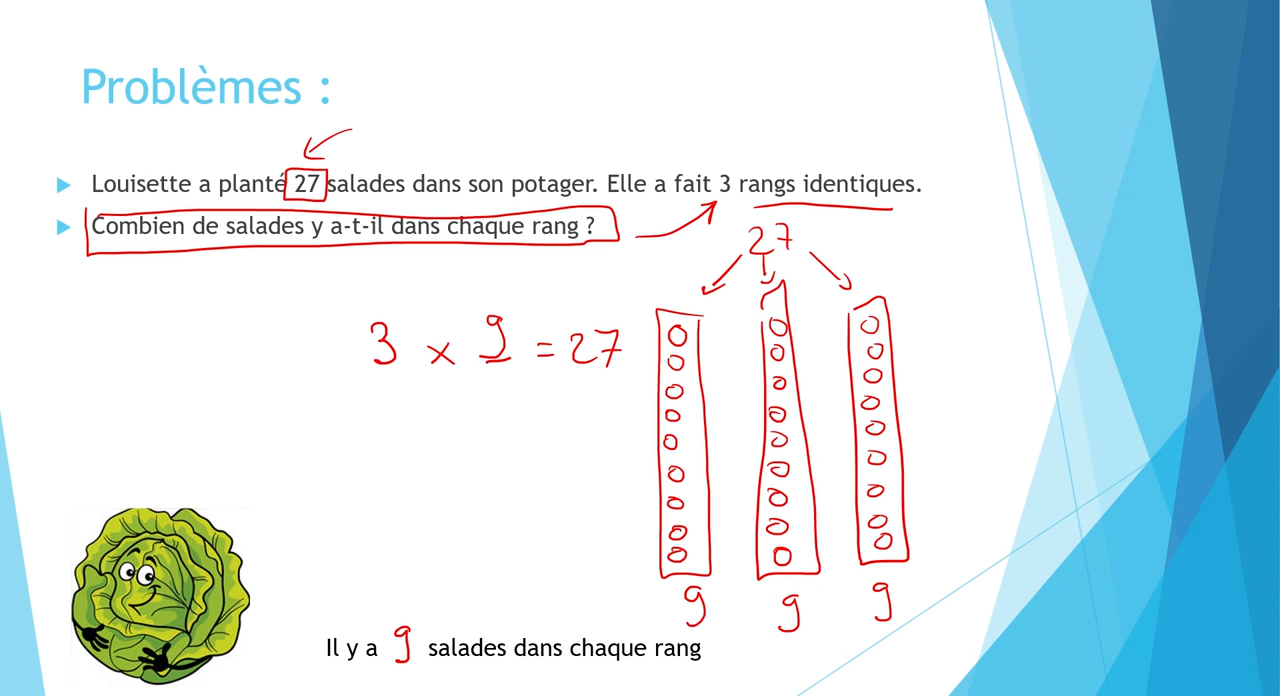 Problèmes :
Louisette a planté 27 salades dans son potager. Elle a fait 3 rangs identiques.
Combien de salades y a-t-il dans chaque rang ?
27
3 x 9 = 27
9 9 9
Il y a 9 salades dans chaque rang